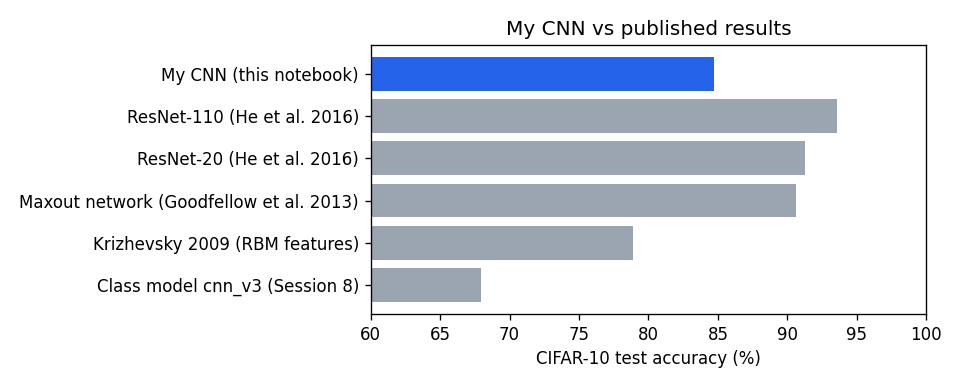 My CNN vs published results
My CNN (this notebook)
ResNet-110 (He et al. 2016)
ResNet-20 (He et al. 2016)
Maxout network (Goodfellow et al. 2013)
Krizhevsky 2009 (RBM features)
Class model cnn_v3 (Session 8)
60 65 70 75 80 85 90 95 100
CIFAR-10 test accuracy (%)